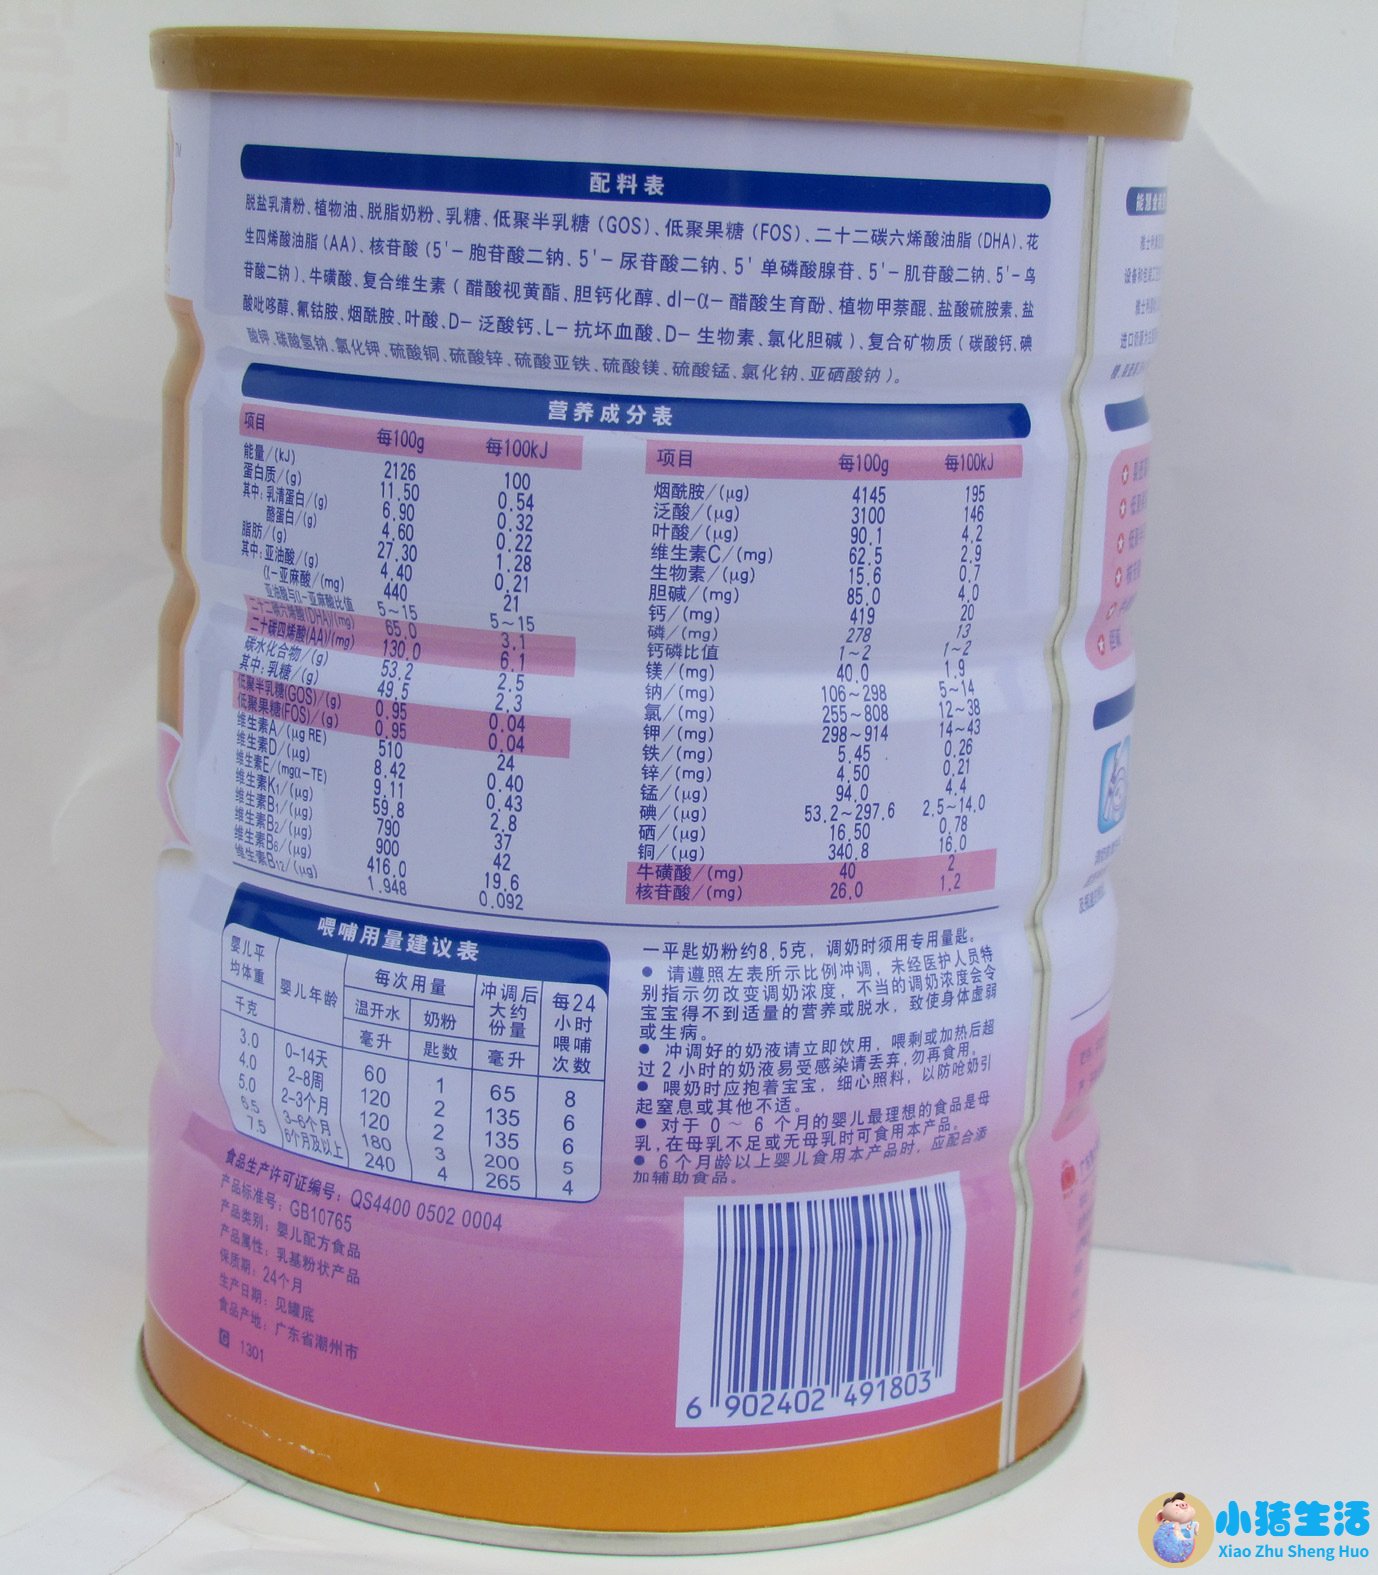 配料表
脱盐乳清粉、植物油、脱脂奶粉、乳糖、低聚半乳糖（GOS）、低聚果糖（FOS）、二十二碳六烯酸油脂（DHA）、花
生四烯酸油脂（AA）、核苷酸（5'－胞苷酸二钠、5'－尿苷酸二钠、5' 单磷酸腺苷、5'－肌苷酸二钠、5'－鸟
苷酸二钠）、牛磺酸、复合维生素（醋酸视黄酯、胆钙化醇、dl-α－醋酸生育酚、植物甲萘醌、盐酸硫胺素、盐
酸吡哆醇、氰钴胺、烟酰胺、叶酸、D－泛酸钙、L－抗坏血酸、D－生物素、氯化胆碱）、复合矿物质（碳酸钙、碘
酸钾、碳酸氢钠、氯化钾、硫酸铜、硫酸锌、硫酸亚铁、硫酸镁、硫酸锰、氯化钠、亚硒酸钠）。
营养成分表
项目 每100g 每100kJ
能量/(kJ) 2126 100
蛋白质/(g) 11.50 0.54
其中:乳清蛋白/(g) 6.90 0.32
酪蛋白/(g) 4.60 0.22
脂肪/(g) 27.30 1.28
其中:亚油酸/(g) 4.40 0.21
α-亚麻酸/(mg) 440 21
亚油酸与α-亚麻酸比值 5~15 5~15
二十二碳六烯酸(DHA)/(mg) 65.0 3.1
二十碳四烯酸(AA)/(mg) 130.0 6.1
碳水化合物/(g) 53.2 2.5
其中:乳糖/(g) 49.5 2.3
低聚半乳糖(GOS)/(g) 0.95 0.04
低聚果糖(FOS)/(g) 0.95 0.04
维生素A/(μg RE) 510 24
维生素D/(μg) 8.42 0.40
维生素E/(mgα-TE) 9.11 0.43
维生素K1/(μg) 59.8 2.8
维生素B1/(μg) 790 37
维生素B2/(μg) 900 42
维生素B6/(μg) 416.0 19.6
维生素B12/(μg) 1.948 0.092
项目 每100g 每100kJ
烟酰胺/(μg) 4145 195
泛酸/(μg) 3100 146
叶酸/(μg) 90.1 4.2
维生素C/(mg) 62.5 2.9
生物素/(μg) 15.6 0.7
胆碱/(mg) 85.0 4.0
钙/(mg) 419 20
磷/(mg) 278 13
钙磷比值 1~2 1~2
镁/(mg) 40.0 1.9
钠/(mg) 106~298 5~14
氯/(mg) 255~808 12~38
钾/(mg) 298~914 14~43
铁/(mg) 5.45 0.26
锌/(mg) 4.50 0.21
锰/(μg) 94.0 4.4
碘/(μg) 53.2~297.6 2.5~14.0
硒/(μg) 16.50 0.78
铜/(μg) 340.8 16.0
牛磺酸/(mg) 40 2
核苷酸/(mg) 26.0 1.2
喂哺用量建议表
婴儿平均体重 婴儿年龄 每次用量 冲调后大约份量 每24小时喂哺次数
温开水 奶粉
千克 毫升 匙数 毫升
3.0 0-14天 60 1 65 8
4.0 2-8周 120 2 135 6
5.0 2-3个月 120 2 135 6
6.5 3-6个月 180 3 200 5
7.5 6个月及以上 240 4 265 4
一平匙奶粉约8.5克，调奶时须用专用量匙。
● 请遵照左表所示比例冲调，未经医护人员特
别指示勿改变调奶浓度，不当的调奶浓度会令
宝宝得不到适量的营养或脱水，致使身体虚弱
或生病。
● 冲调好的奶液请立即饮用，喂剩或加热后超
过2小时的奶液易受感染请丢弃,勿再食用。
● 喂奶时应抱着宝宝，细心照料，以防呛奶引
起窒息或其他不适。
● 对于0～6个月的婴儿最理想的食品是母
乳,在母乳不足或无母乳时可食用本产品。
● 6个月龄以上婴儿食用本产品时，应配合添
加辅助食品。
食品生产许可证编号：QS4400 0502 0004
产品标准号：GB10765
产品类别：婴儿配方食品
产品属性：乳基粉状产品
保质期：24个月
生产日期：见罐底
食品产地：广东省潮州市
C 1301
6 902402 491803
小猪生活
Xiao Zhu Sheng Huo